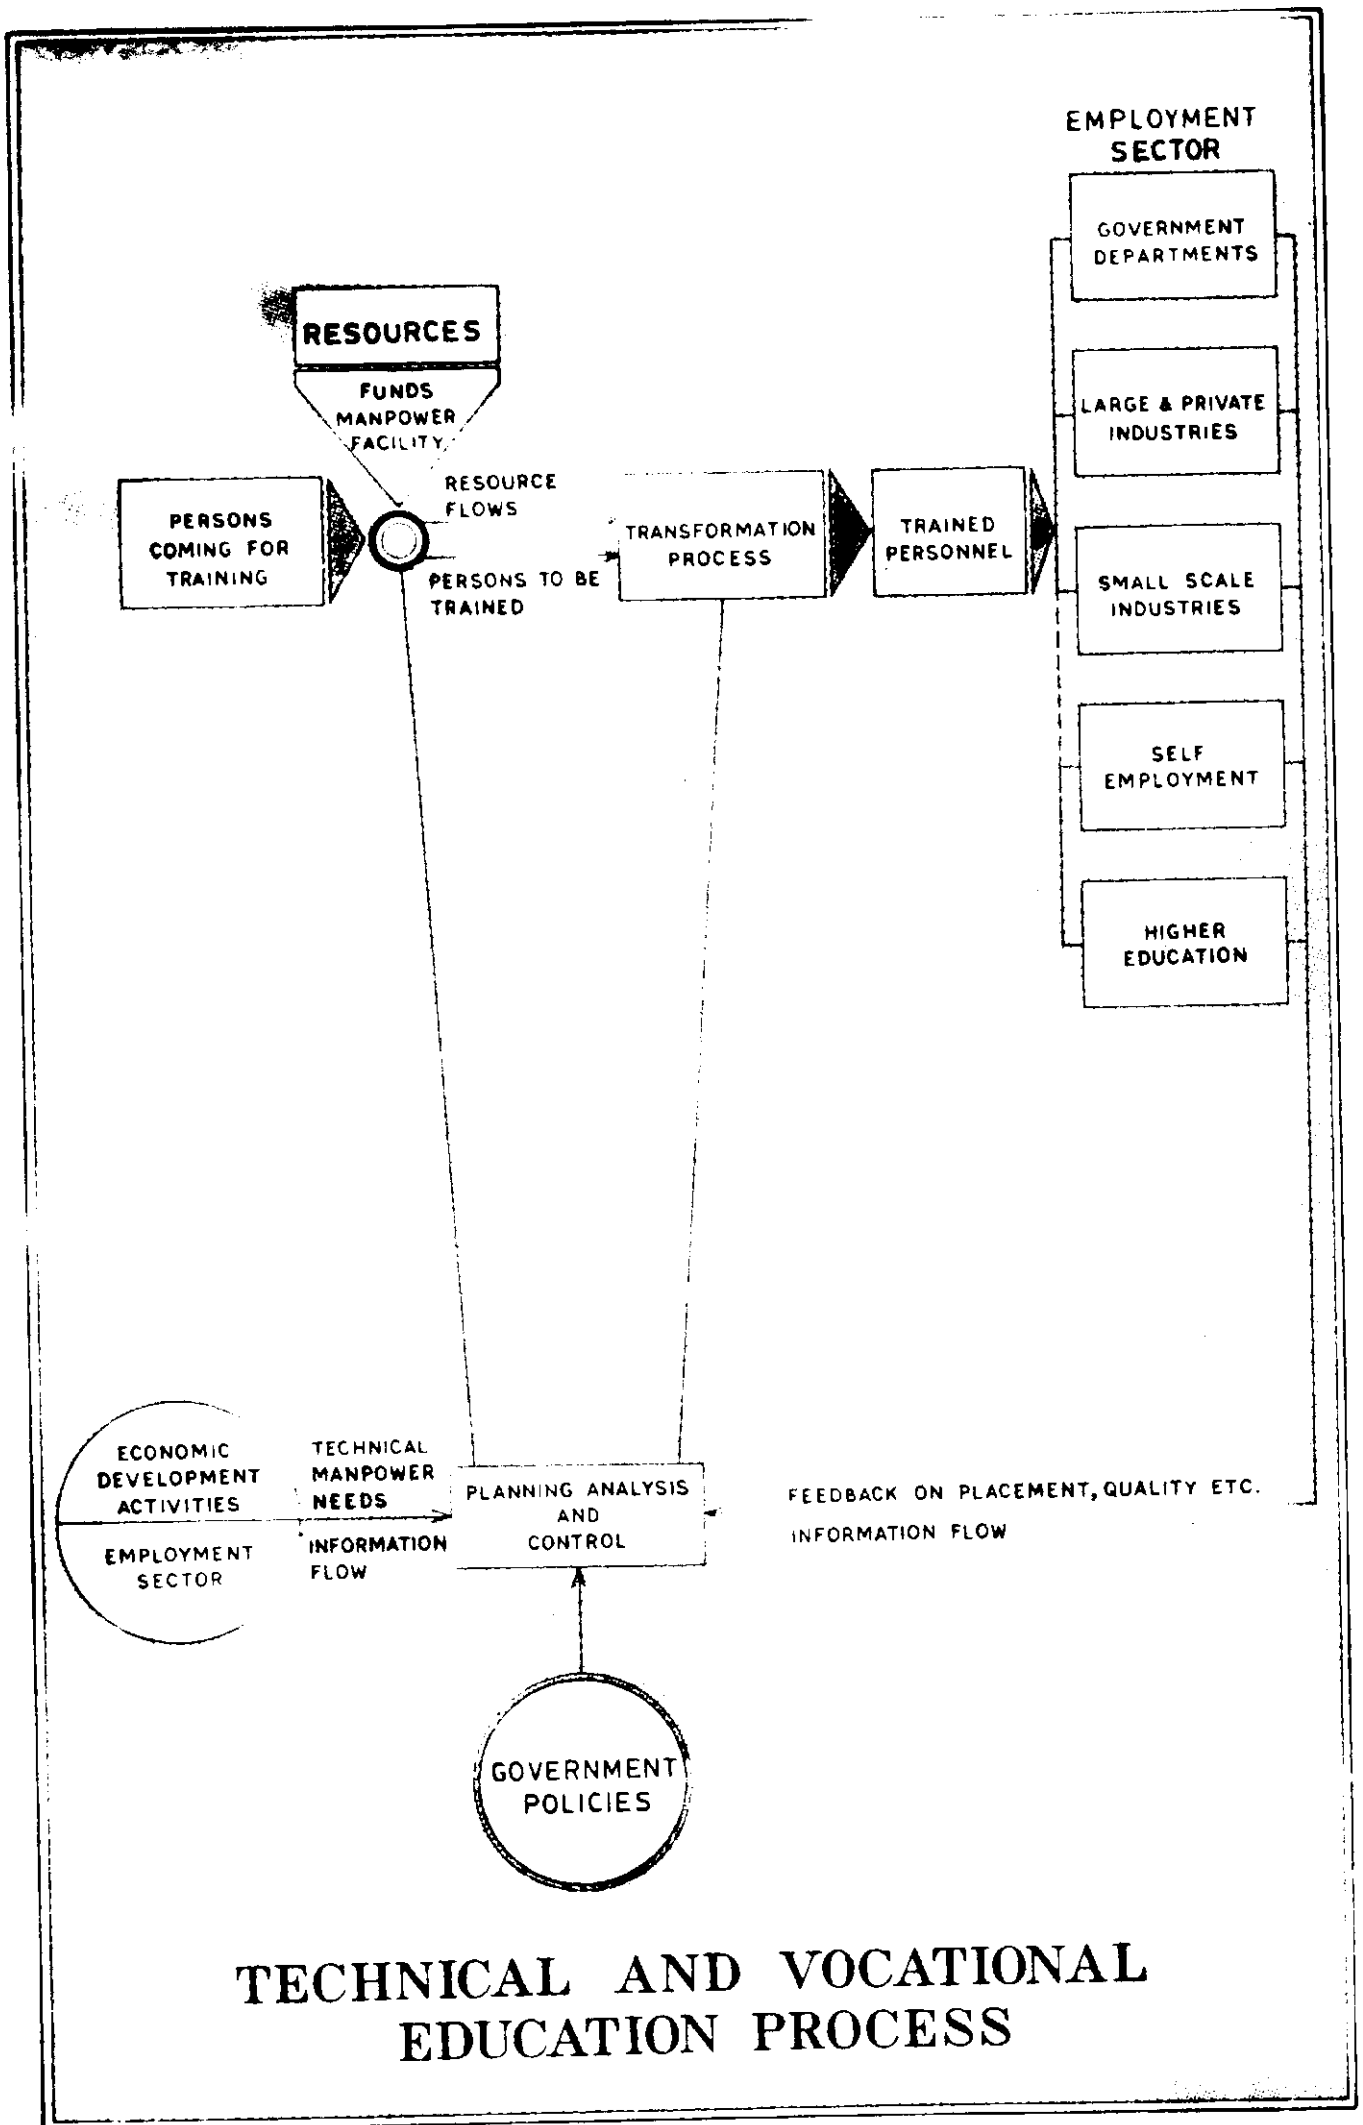 EMPLOYMENT
SECTOR
GOVERNMENT
DEPARTMENTS
LARGE & PRIVATE
INDUSTRIES
SMALL SCALE
INDUSTRIES
SELF
EMPLOYMENT
HIGHER
EDUCATION
RESOURCES
FUNDS
MANPOWER
FACILITY
PERSONS
COMING FOR
TRAINING
RESOURCE
FLOWS
PERSONS TO BE
TRAINED
TRANSFORMATION
PROCESS
TRAINED
PERSONNEL
ECONOMIC
DEVELOPMENT
ACTIVITIES
EMPLOYMENT
SECTOR
TECHNICAL
MANPOWER
NEEDS
INFORMATION
FLOW
PLANNING ANALYSIS
AND
CONTROL
FEEDBACK ON PLACEMENT, QUALITY ETC.
INFORMATION FLOW
GOVERNMENT
POLICIES
TECHNICAL AND VOCATIONAL
EDUCATION PROCESS